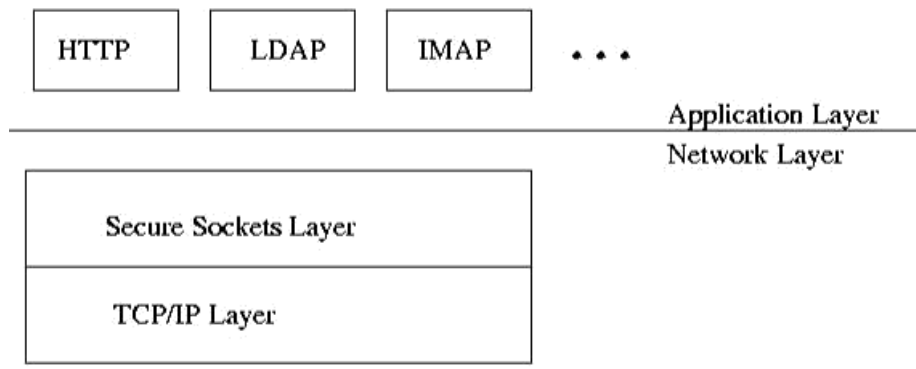 HTTP
LDAP
IMAP
...
Application Layer
Network Layer
Secure Sockets Layer
TCP/IP Layer